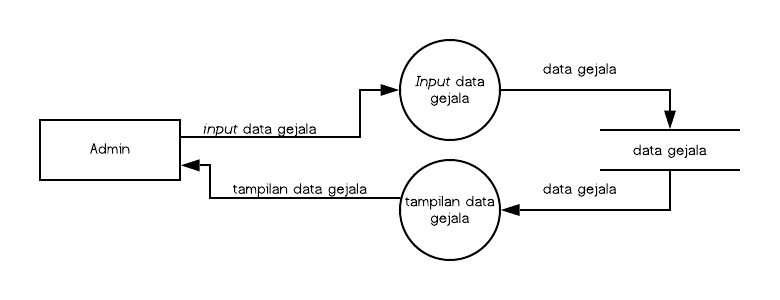 Input data
gejala
data gejala
input data gejala
Admin
data gejala
tampilan data gejala
data gejala
tampilan data
gejala